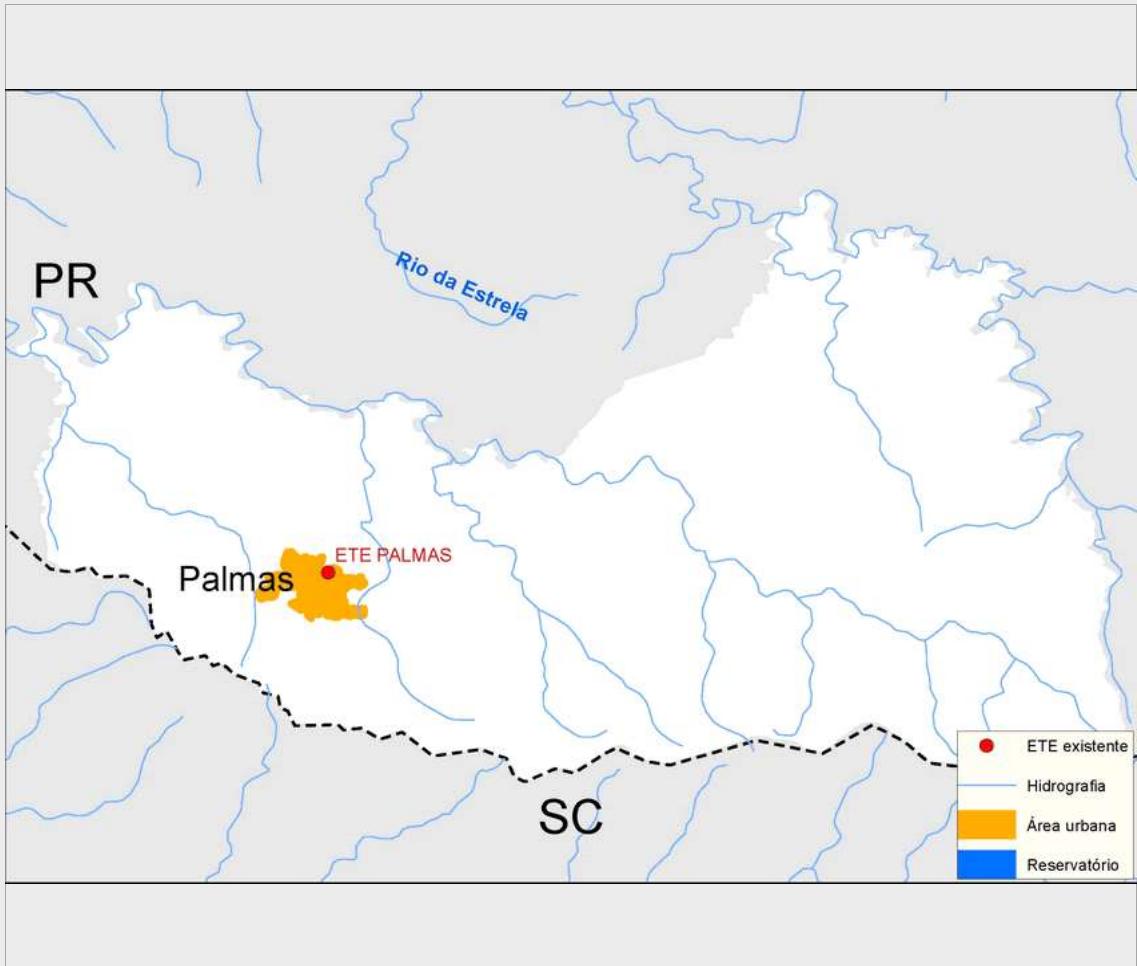 Rio da Estrela
PR
ETE PALMAS
Palmas
SC
ETE existente
Hidrografia
Área urbana
Reservatório